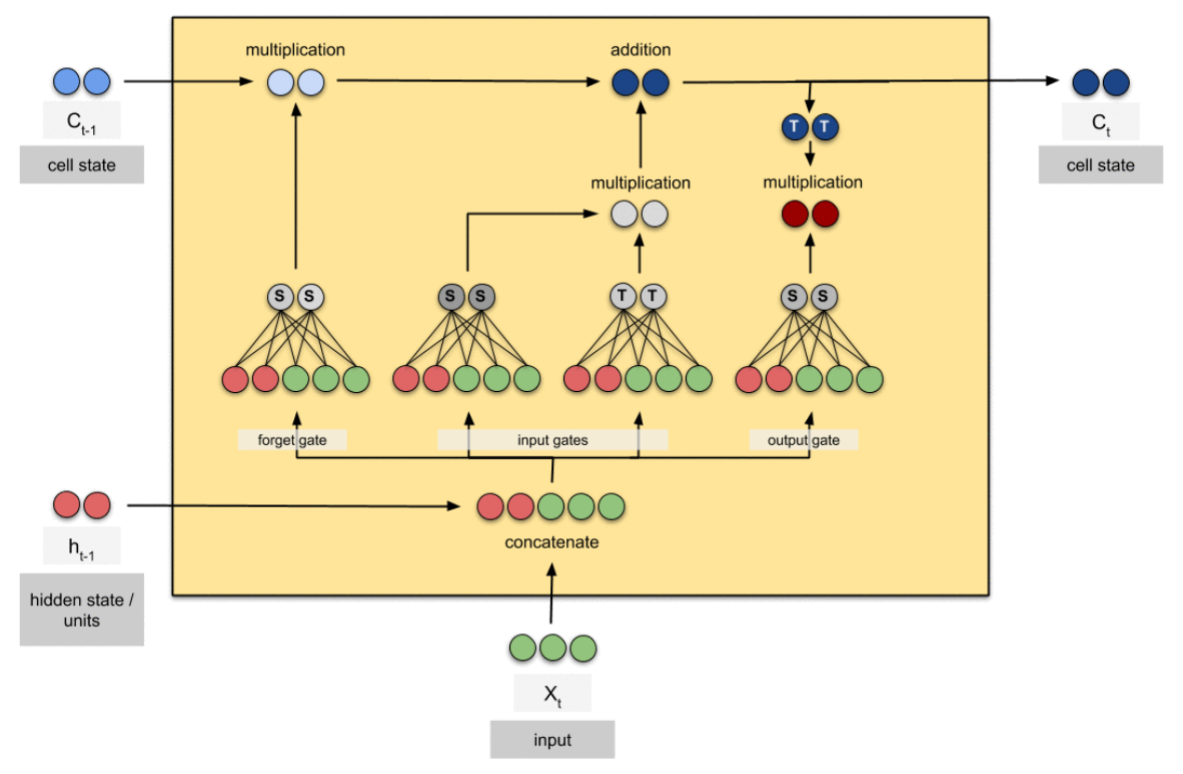 multiplication
addition
C t-1
cell state
T T
C t
cell state
multiplication
multiplication
S S
S S
T T
S S
forget gate
input gates
output gate
h t-1
hidden state /
units
concatenate
X t
input